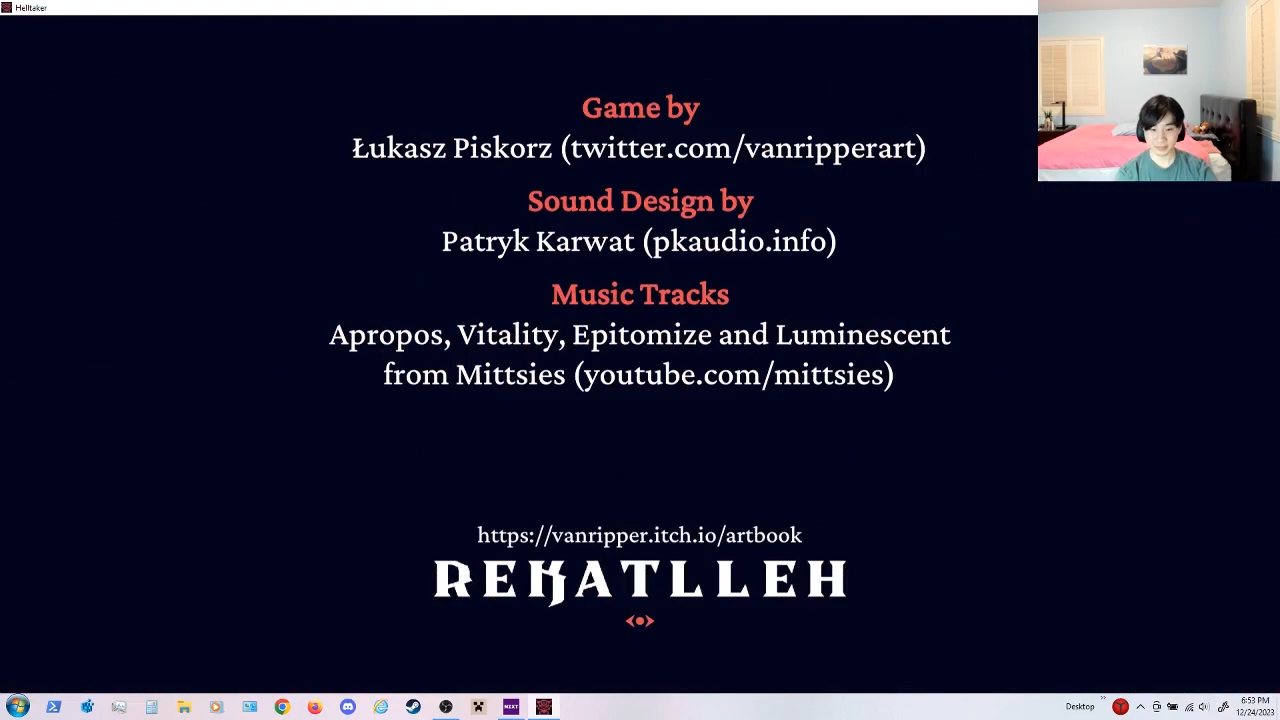 Helltaker
Game by
Łukasz Piskorz (twitter.com/vanripperart)
Sound Design by
Patryk Karwat (pkaudio.info)
Music Tracks
Apropos, Vitality, Epitomize and Luminescent
from Mittsies (youtube.com/mittsies)
https://vanripper.itch.io/artbook
REKATLLEH
NEXT
Desktop
6:53 PM
12/24/2023